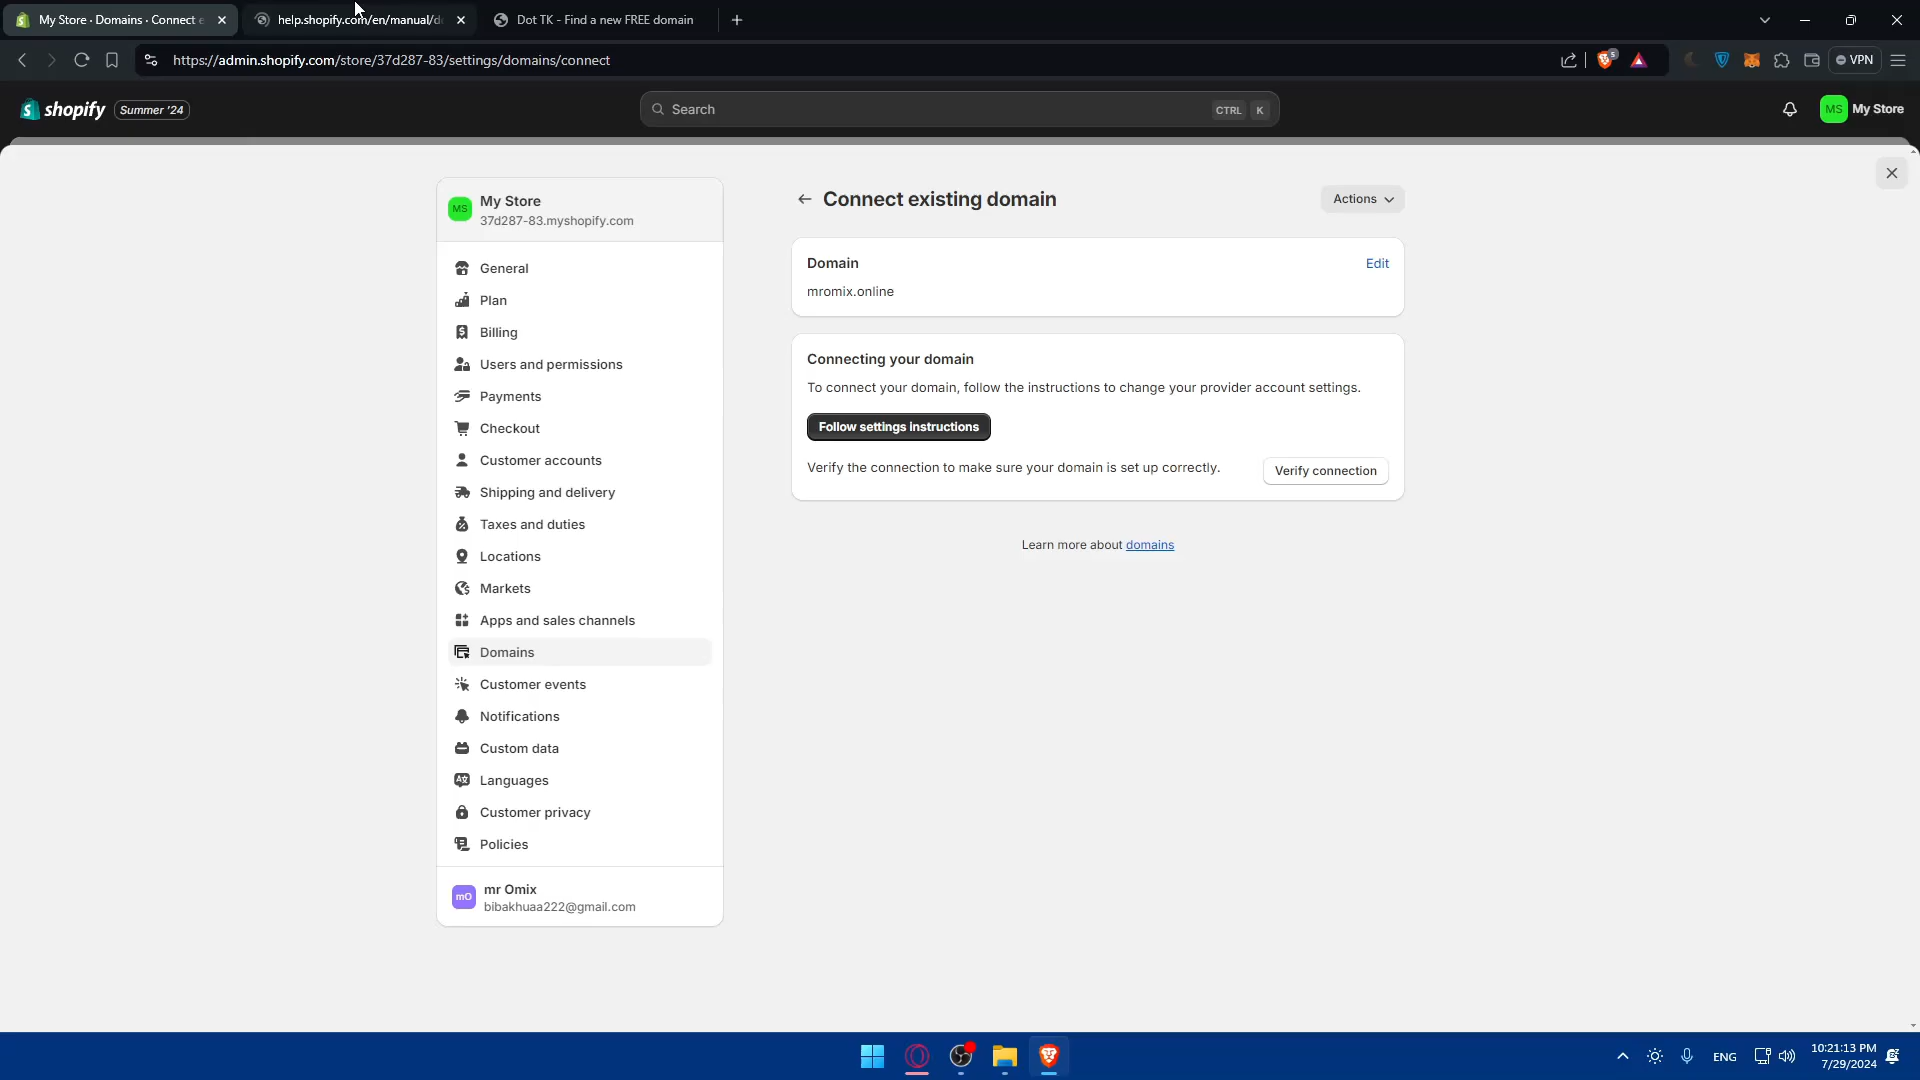 My Store · Domains · Connect e
help.shopify.com/en/manual/d
Dot TK - Find a new FREE domain
https://admin.shopify.com/store/37d287-83/settings/domains/connect
5
VPN
shopify
Summer '24
Search
CTRL K
MS
My Store
MS
My Store
37d287-83.myshopify.com
General
Plan
Billing
Users and permissions
Payments
Checkout
Customer accounts
Shipping and delivery
Taxes and duties
Locations
Markets
Apps and sales channels
Domains
Customer events
Notifications
Custom data
Languages
Customer privacy
Policies
mO
mr Omix
bibakhuaa222@gmail.com
Connect existing domain
Actions
Domain
Edit
mromix.online
Connecting your domain
To connect your domain, follow the instructions to change your provider account settings.
Follow settings instructions
Verify the connection to make sure your domain is set up correctly.
Verify connection
Learn more about domains
ENG
10:21:13 PM
7/29/2024